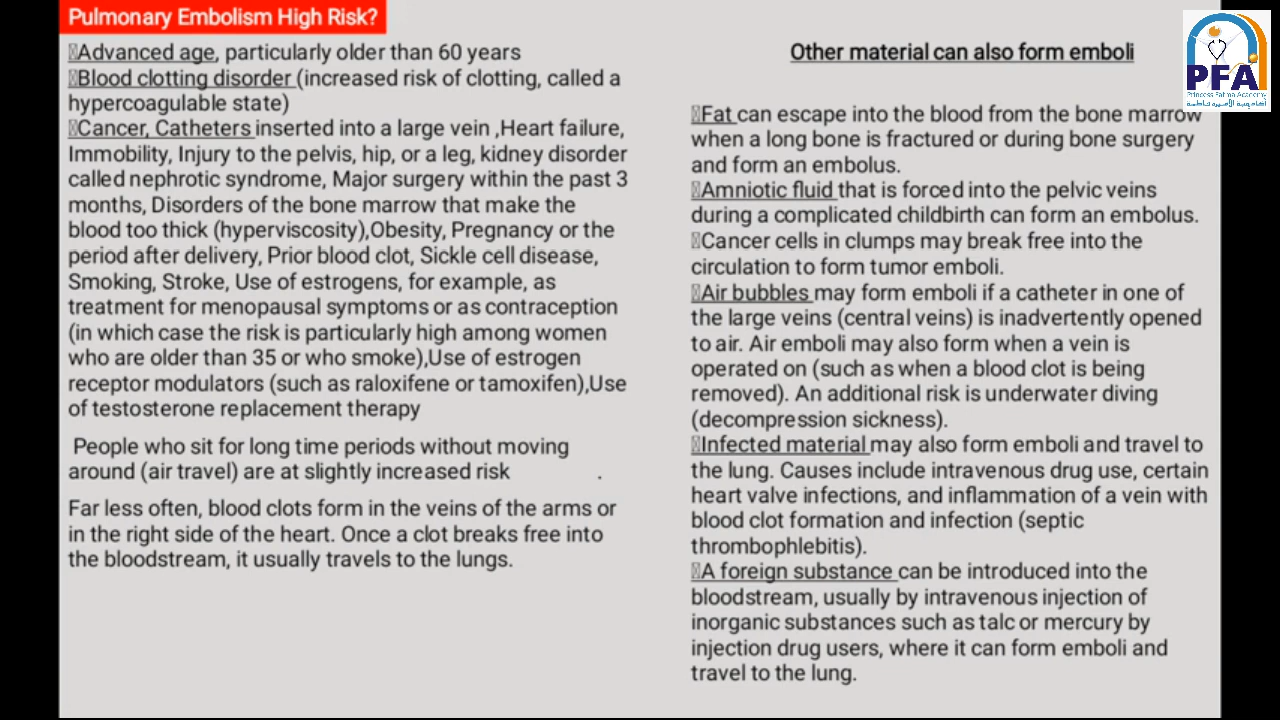 Pulmonary Embolism High Risk?
Advanced age, particularly older than 60 years
Blood clotting disorder (increased risk of clotting, called a
hypercoagulable state)
Cancer, Catheters inserted into a large vein ,Heart failure,
Immobility, Injury to the pelvis, hip, or a leg, kidney disorder
called nephrotic syndrome, Major surgery within the past 3
months, Disorders of the bone marrow that make the
blood too thick (hyperviscosity),Obesity, Pregnancy or the
period after delivery, Prior blood clot, Sickle cell disease,
Smoking, Stroke, Use of estrogens, for example, as
treatment for menopausal symptoms or as contraception
(in which case the risk is particularly high among women
who are older than 35 or who smoke),Use of estrogen
receptor modulators (such as raloxifene or tamoxifen),Use
of testosterone replacement therapy
People who sit for long time periods without moving
around (air travel) are at slightly increased risk .
Far less often, blood clots form in the veins of the arms or
in the right side of the heart. Once a clot breaks free into
the bloodstream, it usually travels to the lungs.
Other material can also form emboli
Fat can escape into the blood from the bone marrow
when a long bone is fractured or during bone surgery
and form an embolus.
Amniotic fluid that is forced into the pelvic veins
during a complicated childbirth can form an embolus.
Cancer cells in clumps may break free into the
circulation to form tumor emboli.
Air bubbles may form emboli if a catheter in one of
the large veins (central veins) is inadvertently opened
to air. Air emboli may also form when a vein is
operated on (such as when a blood clot is being
removed). An additional risk is underwater diving
(decompression sickness).
Infected material may also form emboli and travel to
the lung. Causes include intravenous drug use, certain
heart valve infections, and inflammation of a vein with
blood clot formation and infection (septic
thrombophlebitis).
A foreign substance can be introduced into the
bloodstream, usually by intravenous injection of
inorganic substances such as talc or mercury by
injection drug users, where it can form emboli and
travel to the lung.
PFA
Princess Fatma Academy
أكاديمية الأميرة فاطمة